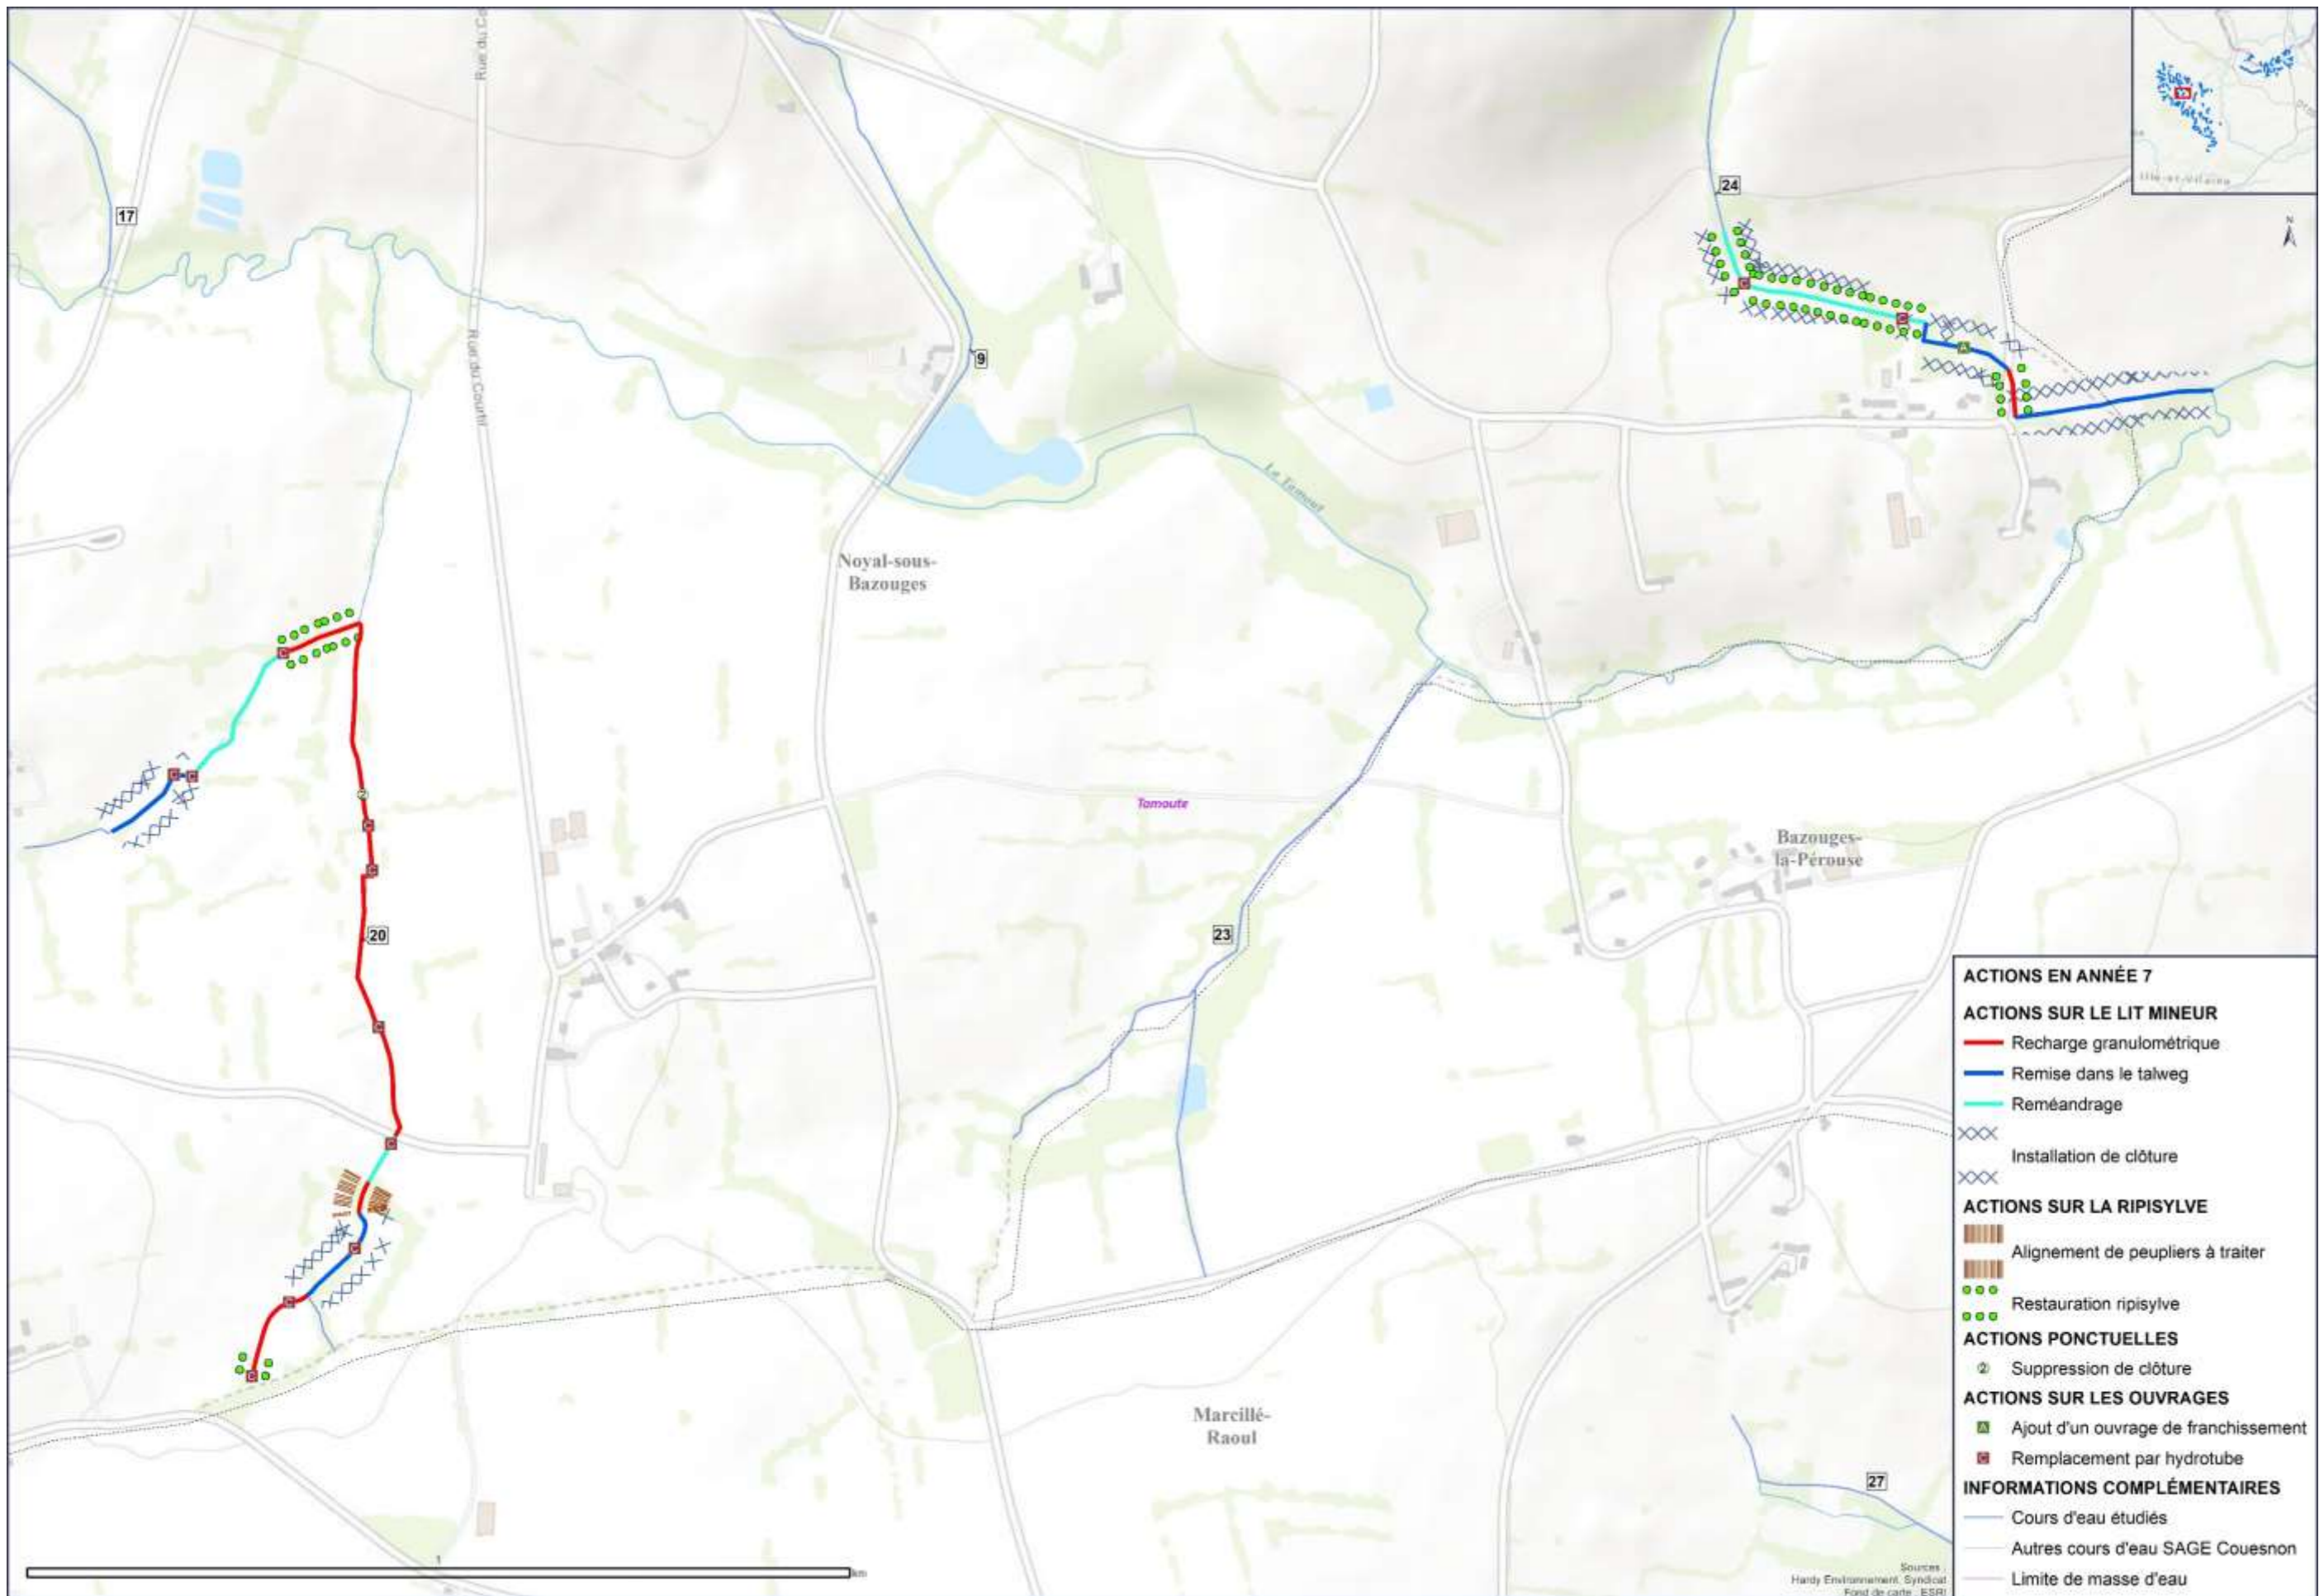 Rue du Co
17
24
Ille-et-Vilaine
N
Rue du Courtil
9
Le Tamout
Noyal-sous-
Bazouges
C
C
A
C
C
C
2
C
C
Tamoute
Bazouges-
la-Pérouse
20
23
C
C
C
C
C
Marcillé-
Raoul
27
1
km
ACTIONS EN ANNÉE 7
ACTIONS SUR LE LIT MINEUR
Recharge granulométrique
Remise dans le talweg
Reméandrage
Installation de clôture
ACTIONS SUR LA RIPISYLVE
Alignement de peupliers à traiter
Restauration ripisylve
ACTIONS PONCTUELLES
2 Suppression de clôture
ACTIONS SUR LES OUVRAGES
A Ajout d'un ouvrage de franchissement
C Remplacement par hydrotube
INFORMATIONS COMPLÉMENTAIRES
Cours d'eau étudiés
Autres cours d'eau SAGE Couesnon
Limite de masse d'eau
Sources :
Hardy Environnement, Syndicat
Fond de carte : ESRI